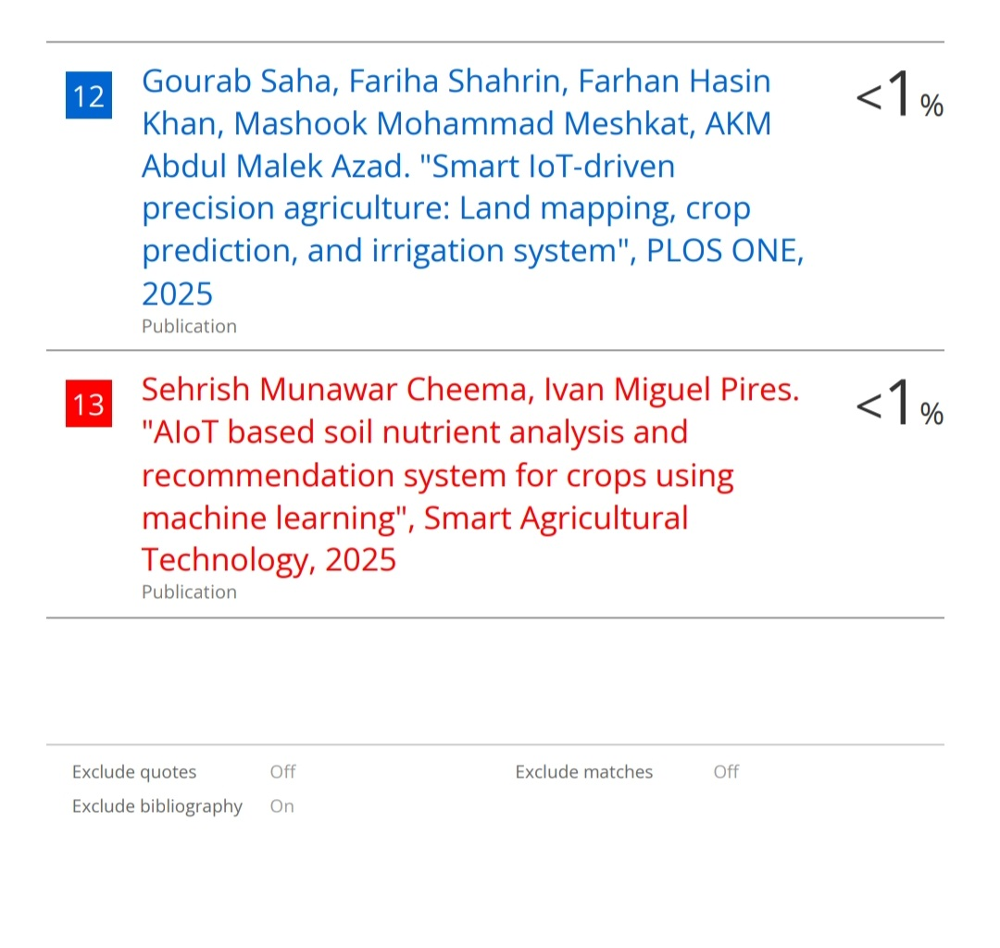 12
Gourab Saha, Fariha Shahrin, Farhan Hasin
Khan, Mashook Mohammad Meshkat, AKM
Abdul Malek Azad. "Smart IoT-driven
precision agriculture: Land mapping, crop
prediction, and irrigation system", PLOS ONE,
2025
Publication
<1%
13
Sehrish Munawar Cheema, Ivan Miguel Pires.
"AIoT based soil nutrient analysis and
recommendation system for crops using
machine learning", Smart Agricultural
Technology, 2025
Publication
<1%
Exclude quotes Off
Exclude bibliography On
Exclude matches Off